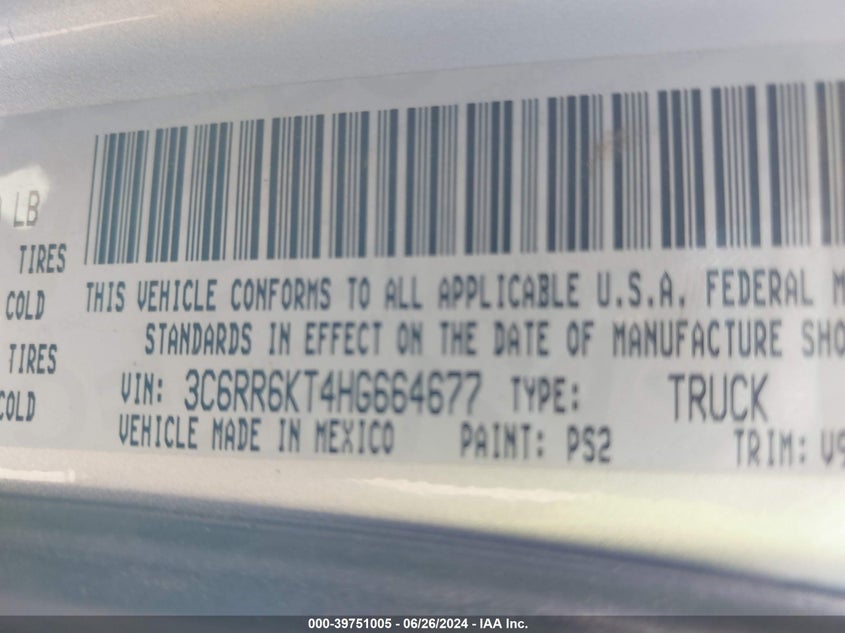 LB
TIRES
COLD
TIRES
COLD
THIS VEHICLE CONFORMS TO ALL APPLICABLE U.S.A. FEDERAL M
STANDARDS IN EFFECT ON THE DATE OF MANUFACTURE SHO
VIN: 3C6RR6KT4HG664677 TYPE: TRUCK
VEHICLE MADE IN MEXICO PAINT: PS2 TRIM: V9
000-39751005 - 06/26/2024 - IAA Inc.